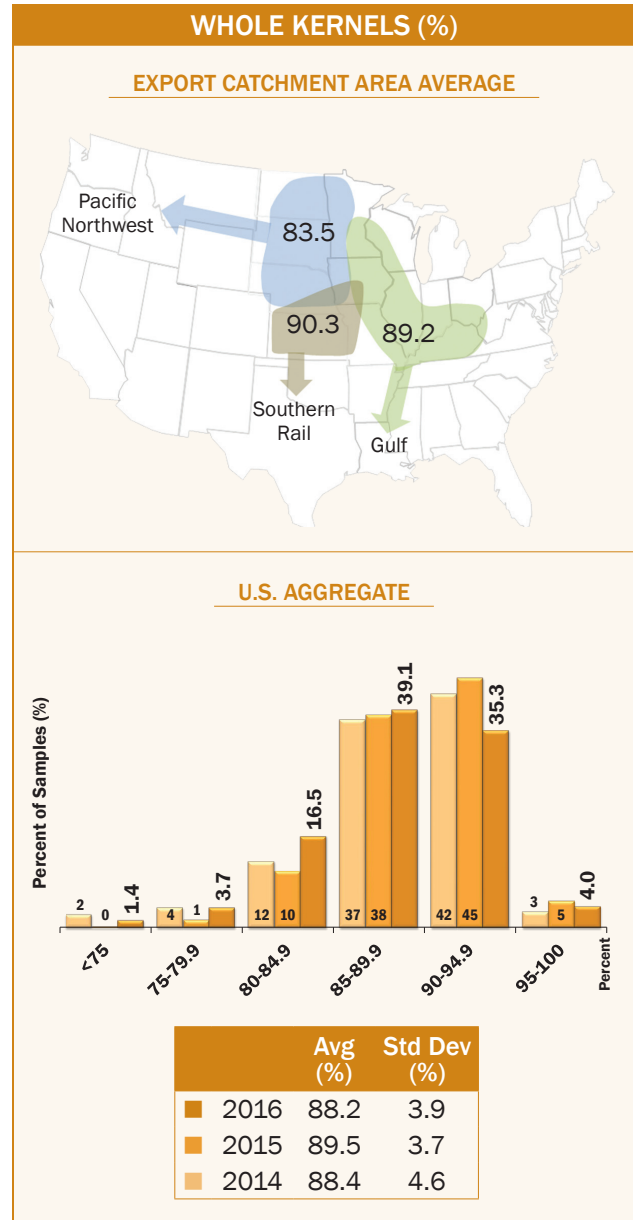 WHOLE KERNELS (%)
EXPORT CATCHMENT AREA AVERAGE
Pacific
Northwest
83.5
90.3
89.2
Southern
Rail
Gulf
U.S. AGGREGATE
Percent of Samples (%)
2 0 1.4
4 1 3.7
12 10 16.5
37 38 39.1
42 45 35.3
3 5 4.0
<75 75-79.9 80-84.9 85-89.9 90-94.9 95-100 Percent
Avg Std Dev
(%) (%)
2016 88.2 3.9
2015 89.5 3.7
2014 88.4 4.6